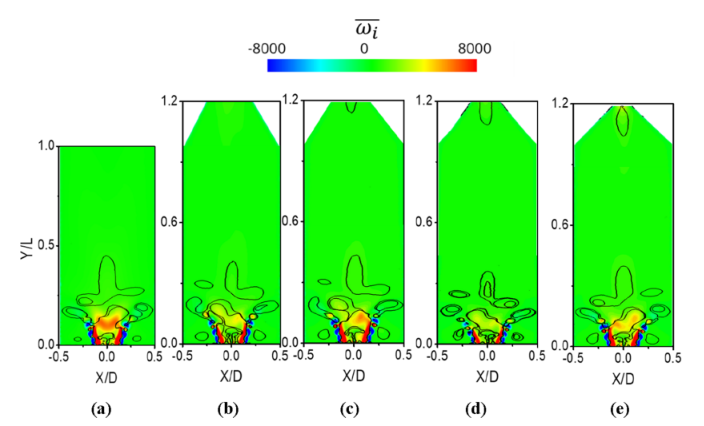 ω̅i̅
-8000 0 8000
1.2 1.2 1.2 1.2
1.0
0.6 0.6 0.6 0.6
Y/L
0.5
0.0 0.0 0.0 0.0 0.0
-0.5 0.0 0.5 -0.5 0.0 0.5 -0.5 0.0 0.5 -0.5 0.0 0.5 -0.5 0.0 0.5
X/D X/D X/D X/D X/D
(a) (b) (c) (d) (e)